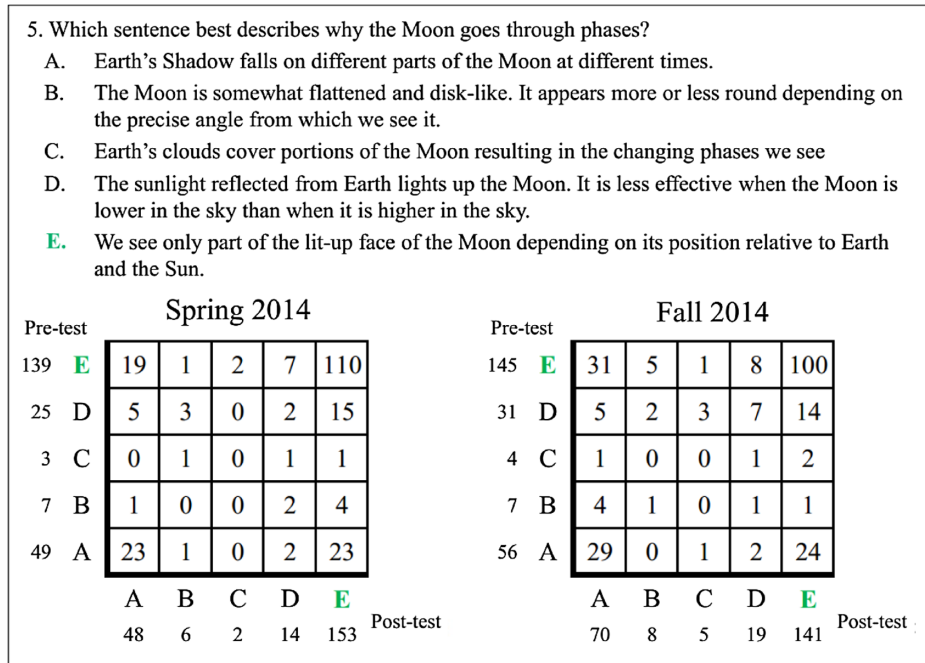 5. Which sentence best describes why the Moon goes through phases?
A. Earth's Shadow falls on different parts of the Moon at different times.
B. The Moon is somewhat flattened and disk-like. It appears more or less round depending on
the precise angle from which we see it.
C. Earth's clouds cover portions of the Moon resulting in the changing phases we see
D. The sunlight reflected from Earth lights up the Moon. It is less effective when the Moon is
lower in the sky than when it is higher in the sky.
E. We see only part of the lit-up face of the Moon depending on its position relative to Earth
and the Sun.
Spring 2014
Pre-test
139 E 19 1 2 7 110
25 D 5 3 0 2 15
3 C 0 1 0 1 1
7 B 1 0 0 2 4
49 A 23 1 0 2 23
A B C D E
48 6 2 14 153 Post-test
Fall 2014
Pre-test
145 E 31 5 1 8 100
31 D 5 2 3 7 14
4 C 1 0 0 1 2
7 B 4 1 0 1 1
56 A 29 0 1 2 24
A B C D E
70 8 5 19 141 Post-test